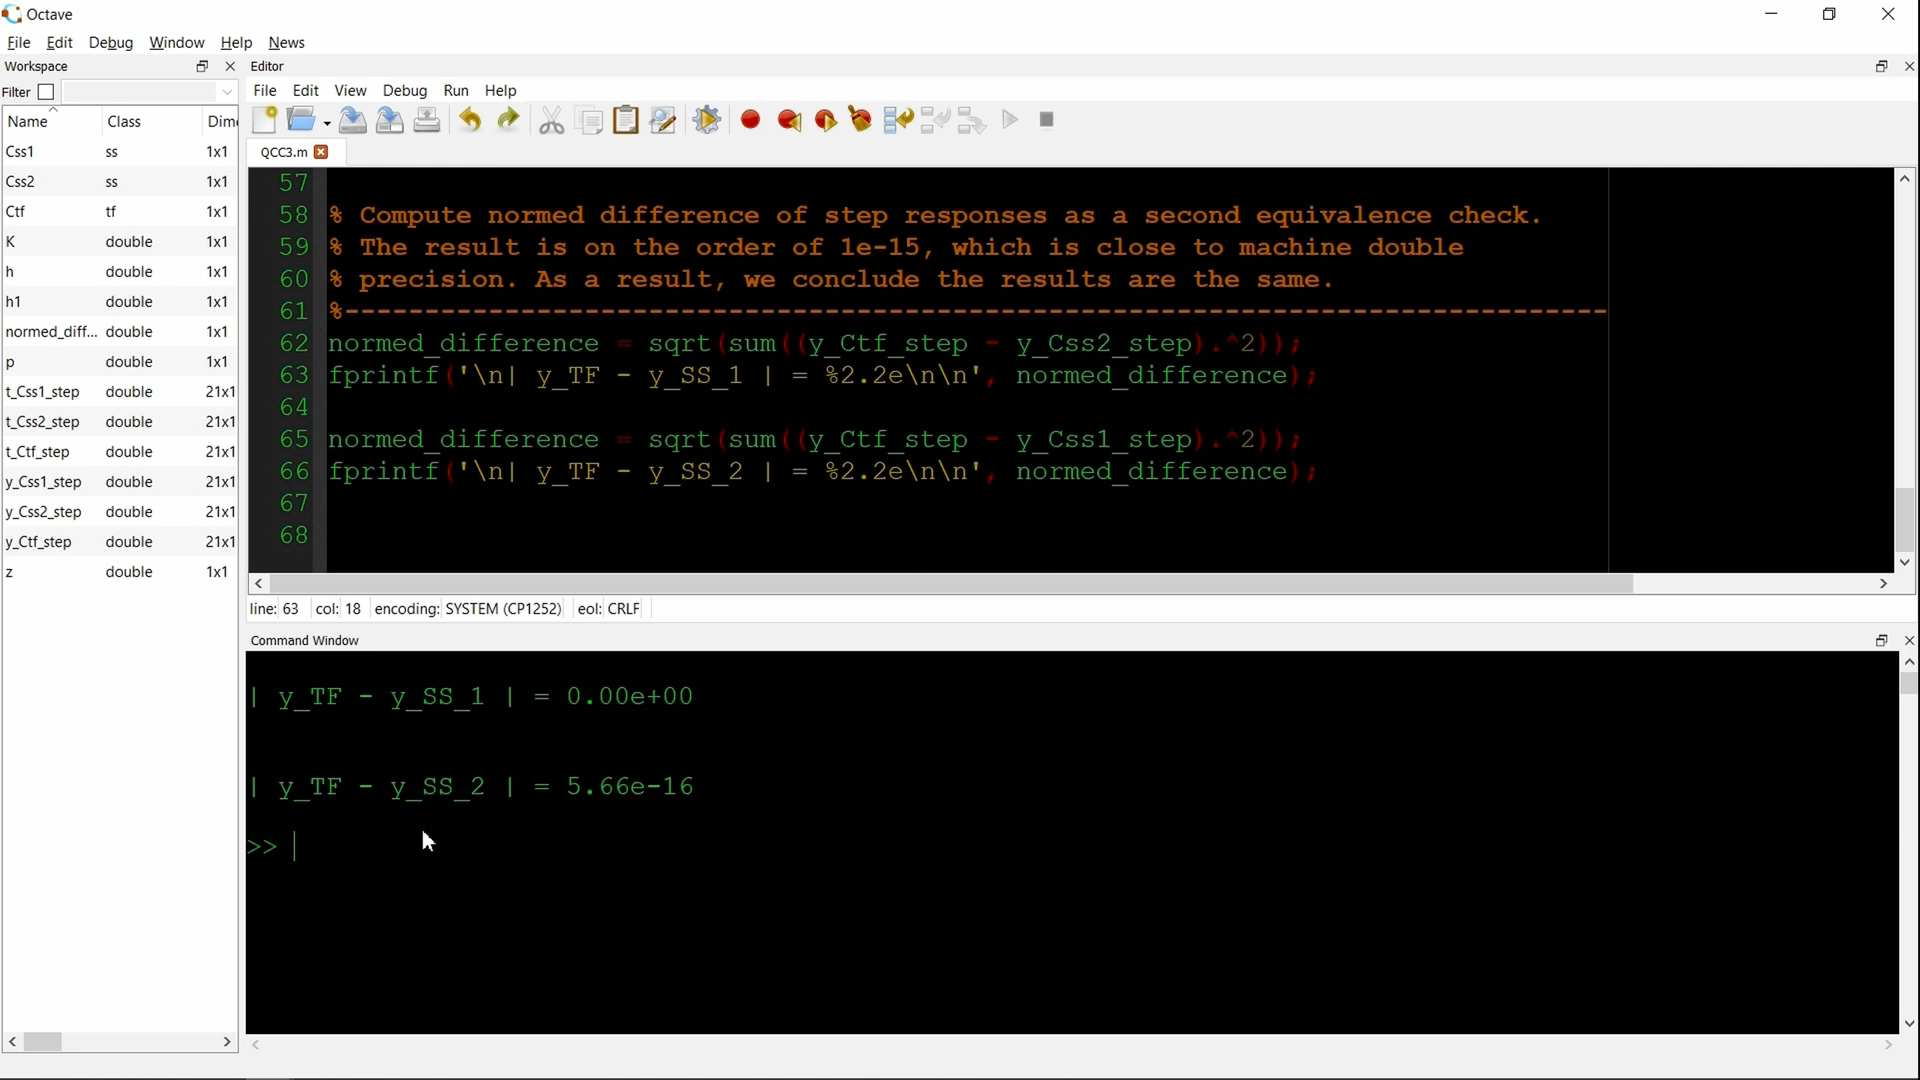 Octave
File Edit Debug Window Help News
Workspace
Filter
Name Class Dim
Css1 ss 1x1
Css2 ss 1x1
Ctf tf 1x1
K double 1x1
h double 1x1
h1 double 1x1
normed_diff... double 1x1
p double 1x1
t_Css1_step double 21x1
t_Css2_step double 21x1
t_Ctf_step double 21x1
y_Css1_step double 21x1
y_Css2_step double 21x1
y_Ctf_step double 21x1
z double 1x1
Editor
File Edit View Debug Run Help
QCC3.m
57
58 % Compute normed difference of step responses as a second equivalence check.
59 % The result is on the order of 1e-15, which is close to machine double
60 % precision. As a result, we conclude the results are the same.
61 %-------------------------------------------------------------------------------
62 normed_difference = sqrt(sum((y_Ctf_step - y_Css2_step).^2));
63 fprintf('\n| y_TF - y_SS_1 | = %2.2e\n\n', normed_difference);
64
65 normed_difference = sqrt(sum((y_Ctf_step - y_Css1_step).^2));
66 fprintf('\n| y_TF - y_SS_2 | = %2.2e\n\n', normed_difference);
67
68
line: 63 col: 18 encoding: SYSTEM (CP1252) eol: CRLF
Command Window
| y_TF - y_SS_1 | = 0.00e+00
| y_TF - y_SS_2 | = 5.66e-16
>>